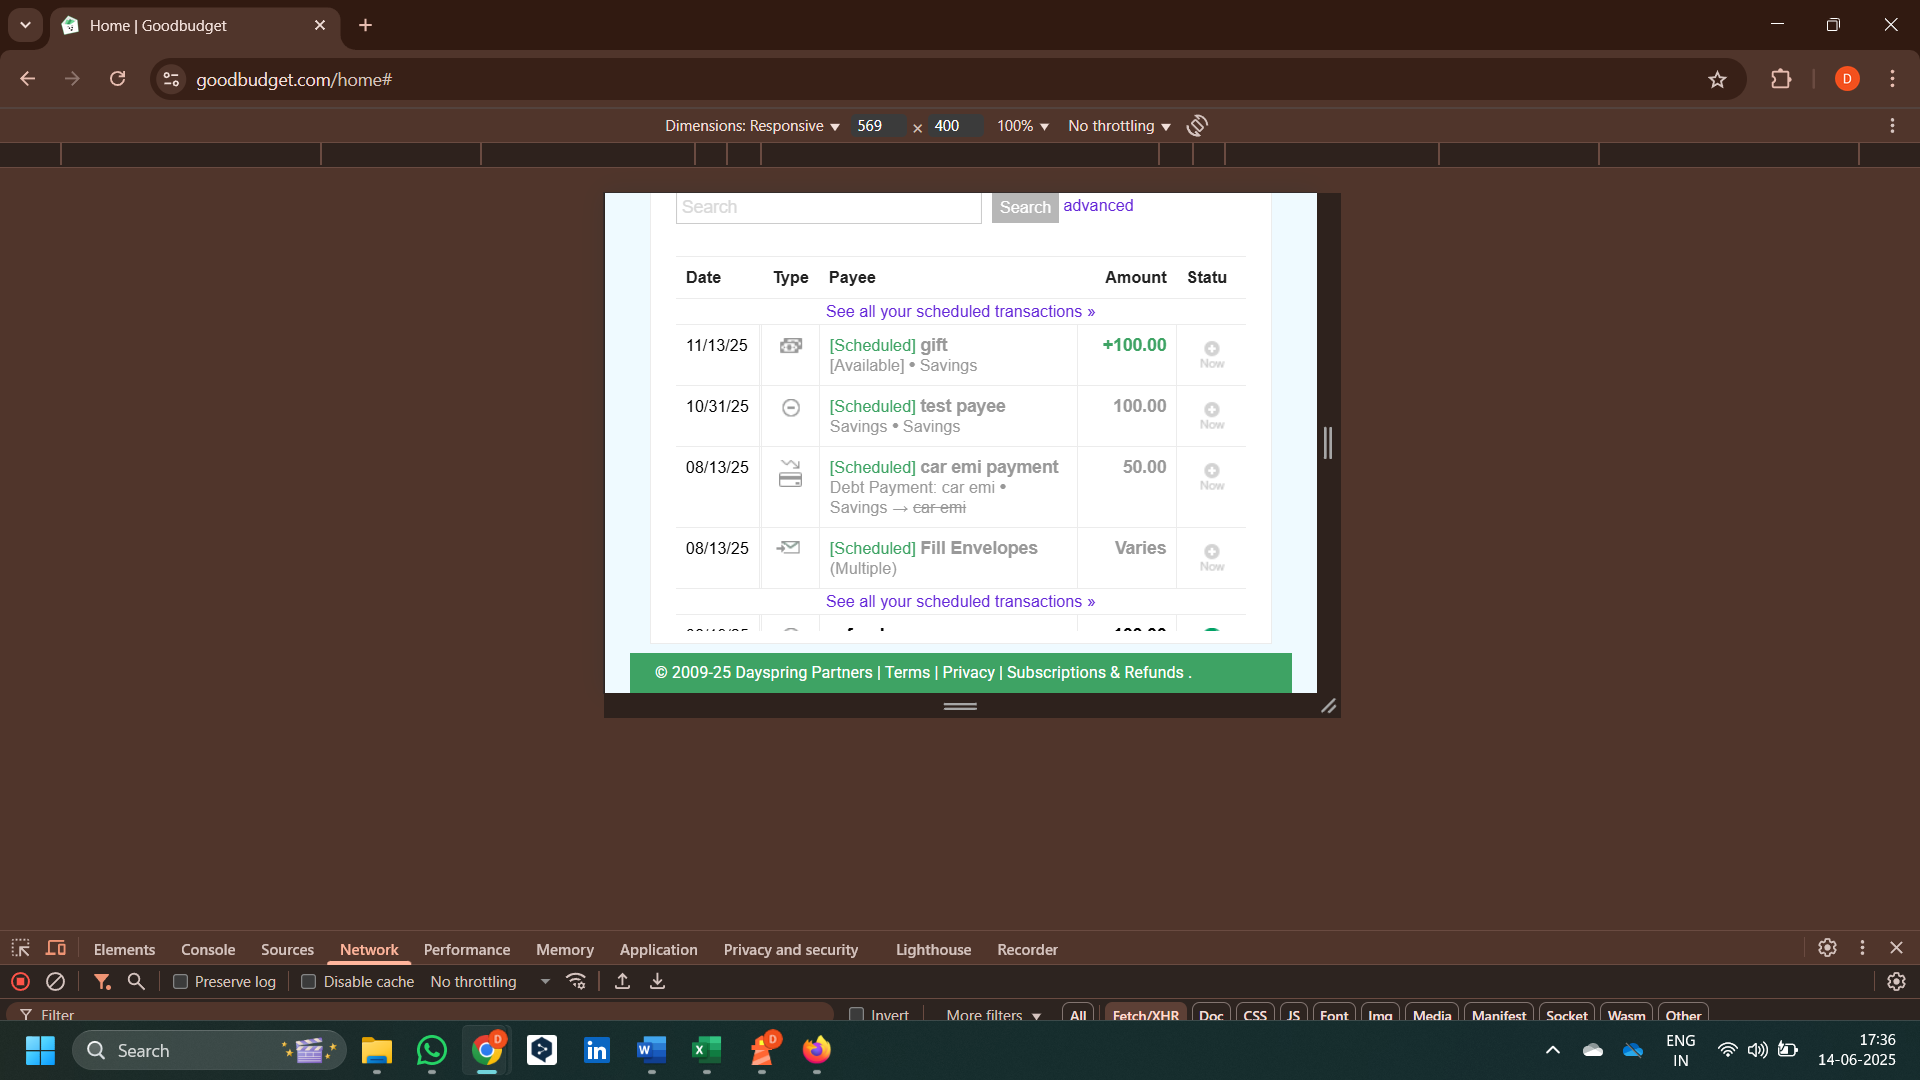 Home | Goodbudget
goodbudget.com/home#
D
Dimensions: Responsive
569
×
400
100%
No throttling
Search
Search
advanced
Date
Type
Payee
Amount
Statu
See all your scheduled transactions »
11/13/25
[Scheduled] gift
[Available] • Savings
+100.00
Now
10/31/25
[Scheduled] test payee
Savings • Savings
100.00
Now
08/13/25
[Scheduled] car emi payment
Debt Payment: car emi •
Savings → car emi
50.00
Now
08/13/25
[Scheduled] Fill Envelopes
(Multiple)
Varies
Now
See all your scheduled transactions »
© 2009-25 Dayspring Partners | Terms | Privacy | Subscriptions & Refunds .
Elements
Console
Sources
Network
Performance
Memory
Application
Privacy and security
Lighthouse
Recorder
Preserve log
Disable cache
No throttling
Filter
Invert
More filters
All
Fetch/XHR
Doc
CSS
JS
Font
Img
Media
Manifest
Socket
Wasm
Other
Search
D
D
ENG
IN
17:36
14-06-2025